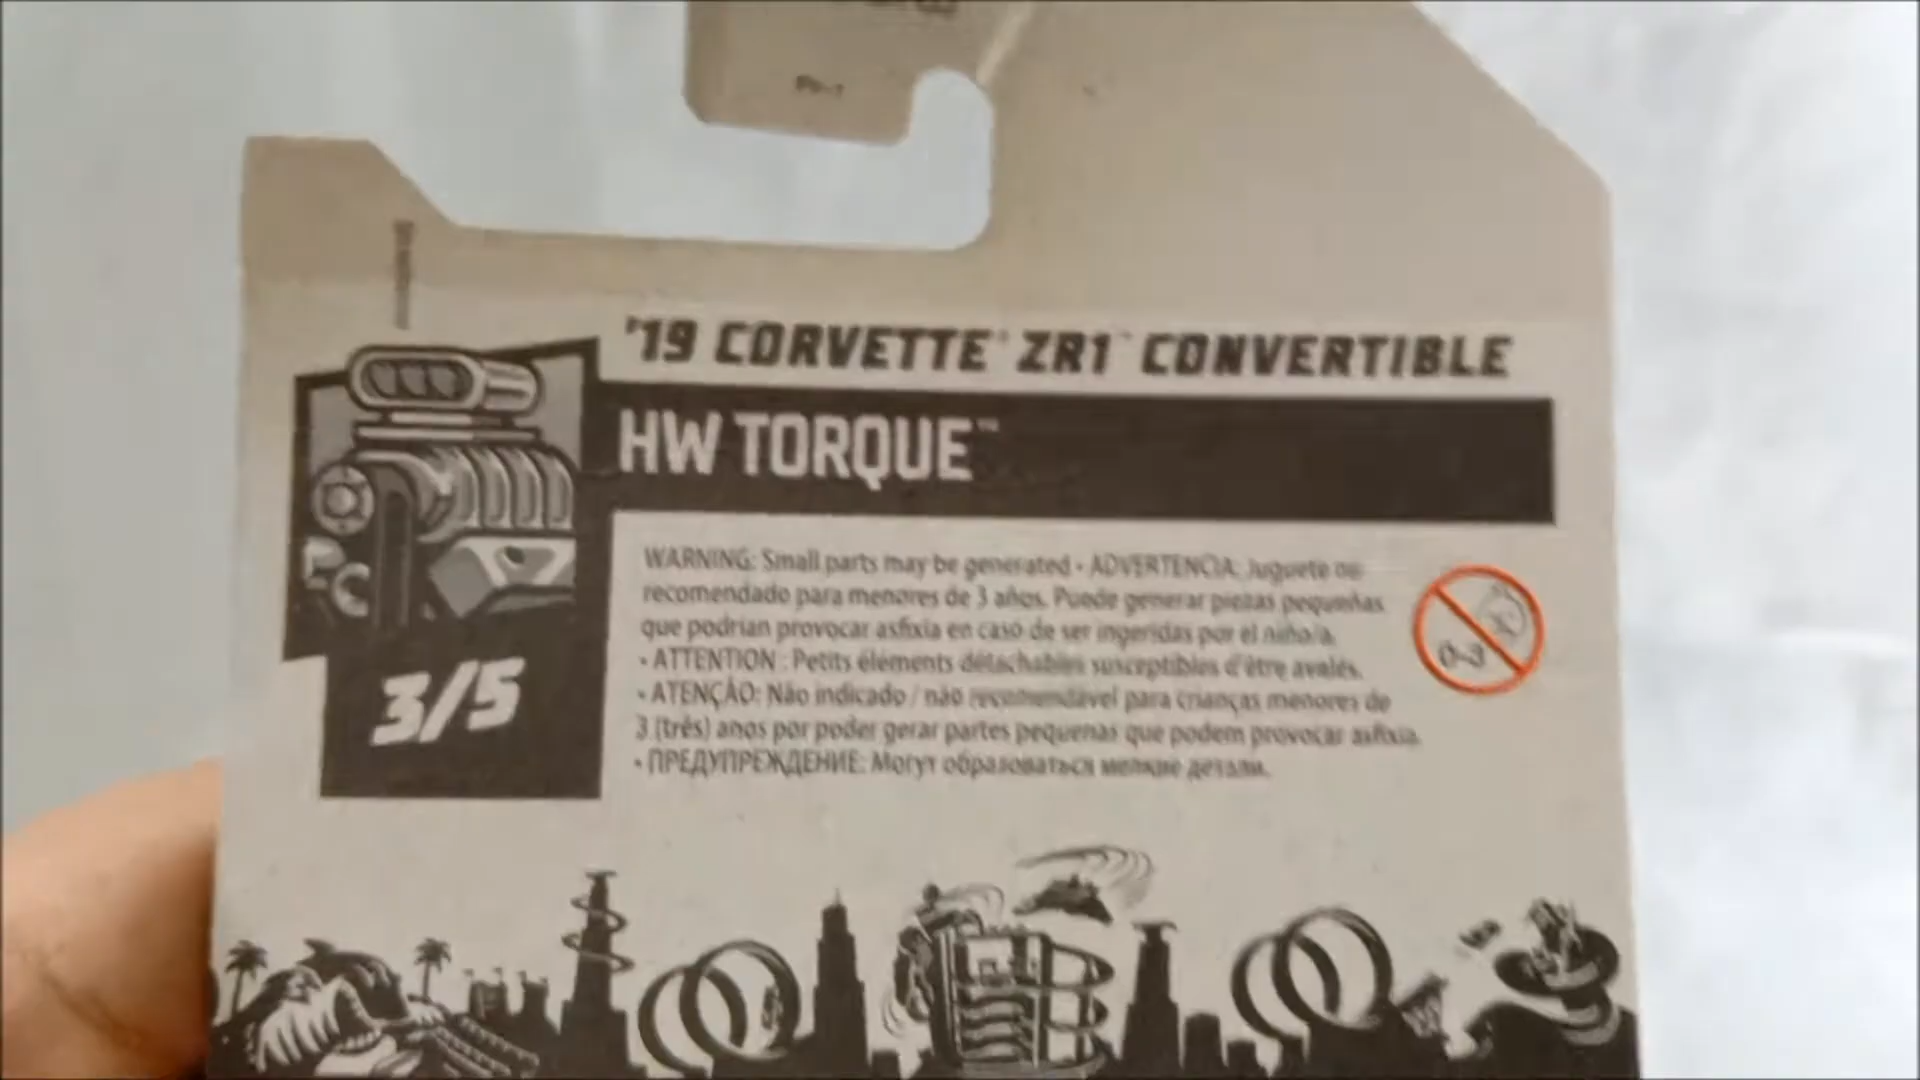 '19 CORVETTE ZR1™ CONVERTIBLE
HW TORQUE™
3/5
WARNING: Small parts may be generated • ADVERTENCIA: Juguete no
recomendado para menores de 3 años. Puede generar piezas pequeñas
que podrían provocar asfixia en caso de ser ingeridas por el niño/a.
• ATTENTION : Petits éléments détachables susceptibles d'être avalés.
• ATENÇÃO: Não indicado / não recomendável para crianças menores de
3 (três) anos por poder gerar partes pequenas que podem provocar asfixia.
• ПРЕДУПРЕЖДЕНИЕ: Могут образоваться мелкие детали.
0-3